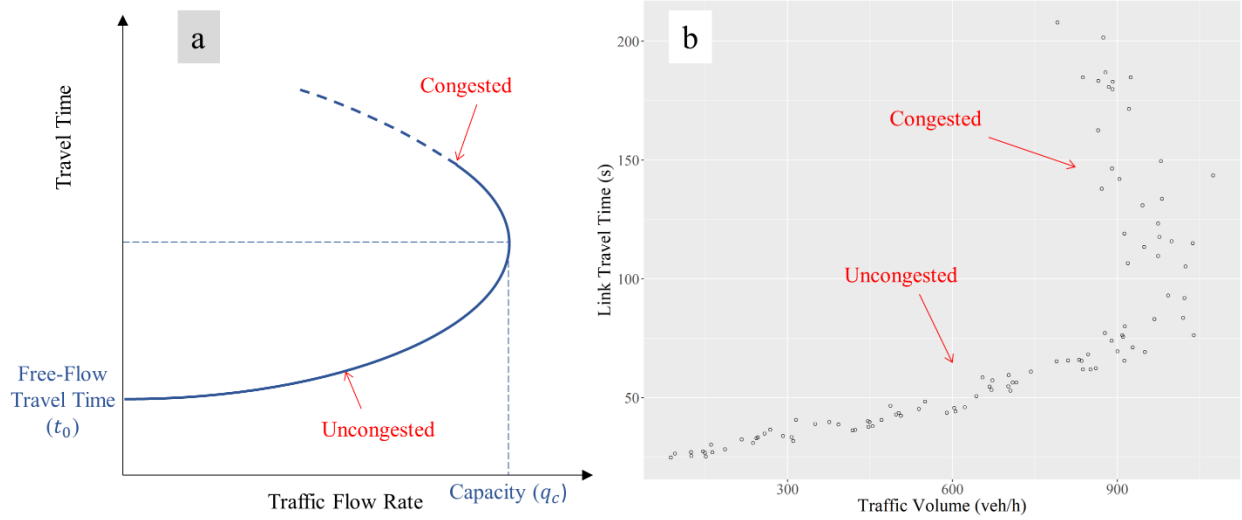 a
Travel Time
Congested
Free-Flow
Travel Time
(t₀)
Uncongested
Traffic Flow Rate
Capacity (q_c)
b
Link Travel Time (s)
200
150
100
50
Congested
Uncongested
300
600
900
Traffic Volume (veh/h)